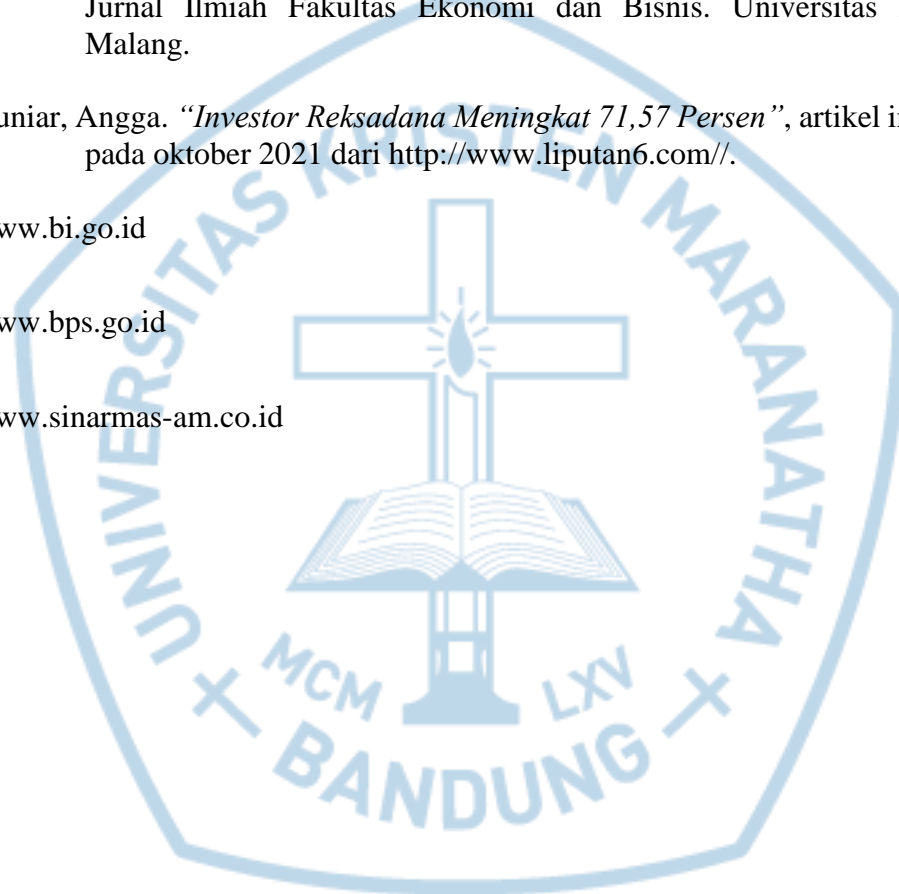 Jurnal Ilmiah Fakultas Ekonomi dan Bisnis. Universitas
Malang.
uniar, Angga. “Investor Reksadana Meningkat 71,57 Persen”, artikel
pada oktober 2021 dari http://www.liputan6.com//.
ww.bi.go.id
ww.bps.go.id
ww.sinarmas-am.co.id
UNIVERSITAS KRISTEN MARANATHA
MCM LXV
BANDUNG